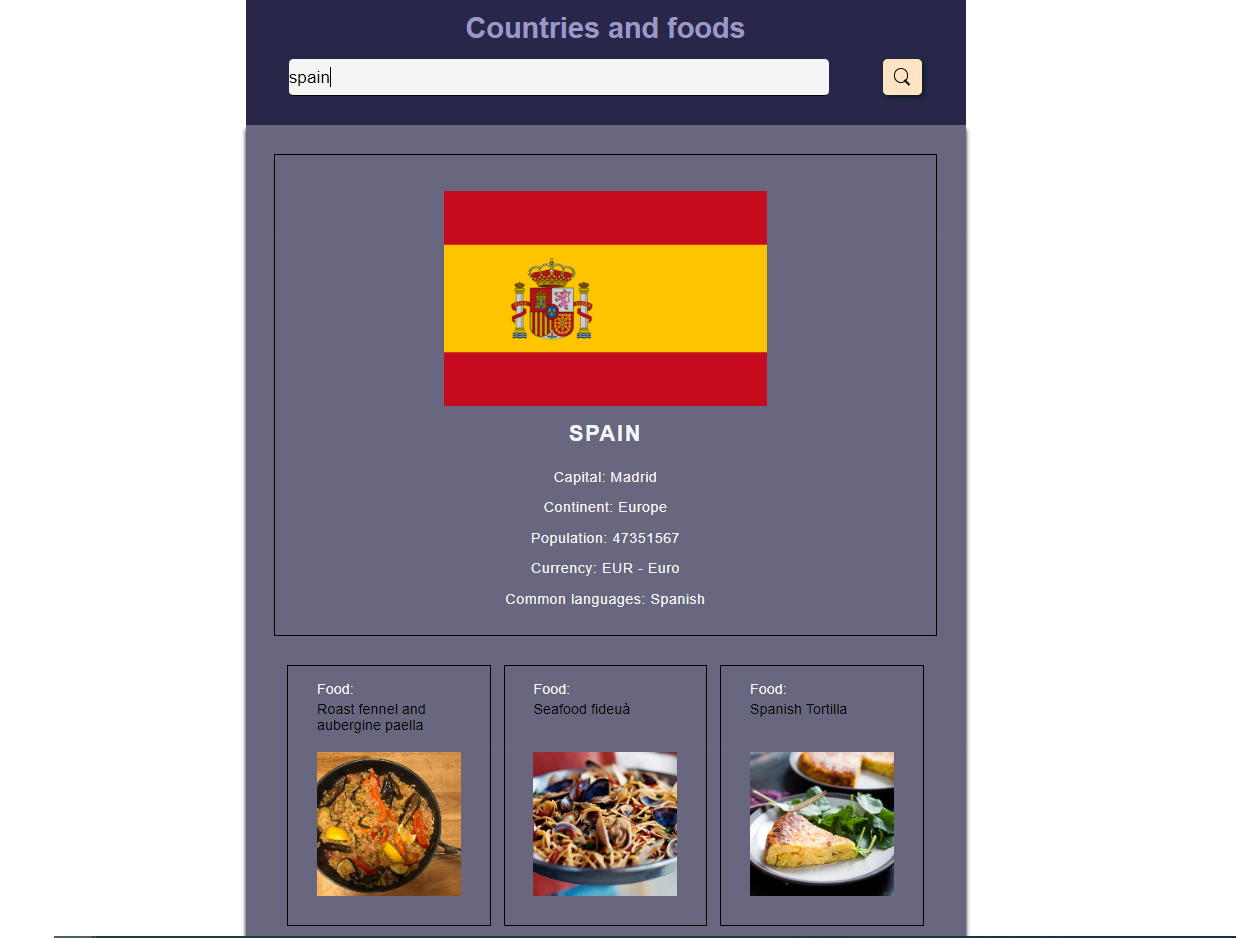 Countries and foods
spain
SPAIN
Capital: Madrid
Continent: Europe
Population: 47351567
Currency: EUR - Euro
Common languages: Spanish
Food:
Roast fennel and
aubergine paella
Food:
Seafood fideuà
Food:
Spanish Tortilla